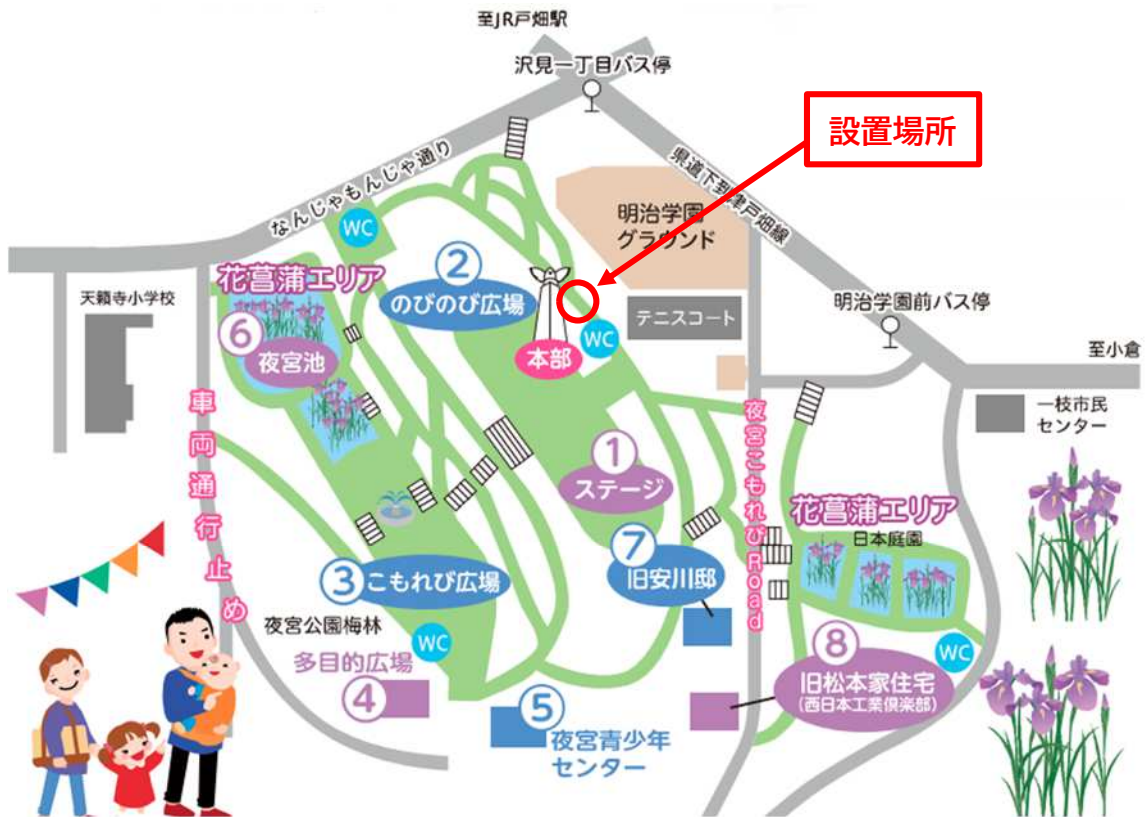 至JR戸畑駅
沢見一丁目バス停
設置場所
なんじゃもんじゃ通り
県道下到津戸畑線
明治学園
グラウンド
WC
花菖蒲エリア
②
のびのび広場
天籟寺小学校
テニスコート
明治学園前バス停
⑥
夜宮池
WC
本部
至小倉
一枝市民
センター
車両通行止め
夜宮こもれびRoad
①
ステージ
花菖蒲エリア
日本庭園
⑦
旧安川邸
③
こもれび広場
夜宮公園梅林
WC
多目的広場
④
⑤
夜宮青少年
センター
⑧
旧松本家住宅
(西日本工業倶楽部)
WC